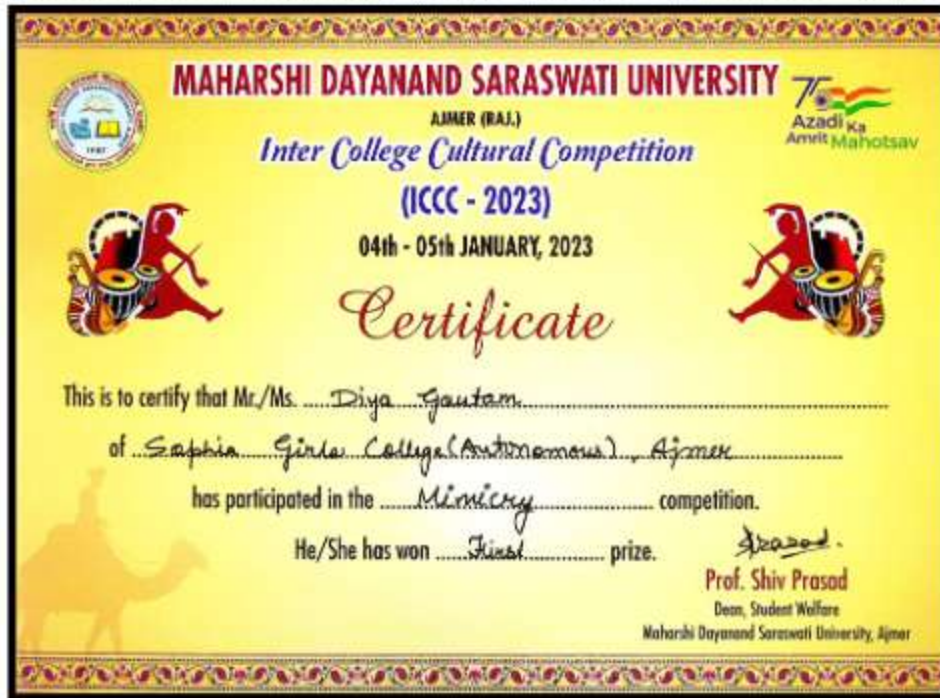 MAHARSHI DAYANAND SARASWATI UNIVERSITY
AJMER (RAJ.)
Inter College Cultural Competition
(ICCC - 2023)
04th - 05th JANUARY, 2023
75
Azadi Ka
Amrit Mahotsav
1987
Certificate
This is to certify that Mr./Ms. Diya Gautam
of Sophia Girls College (Autonomous), Ajmer
has participated in the Mimicry competition.
He/She has won First prize.
Prasad.
Prof. Shiv Prasad
Dean, Student Welfare
Maharshi Dayanand Saraswati University, Ajmer